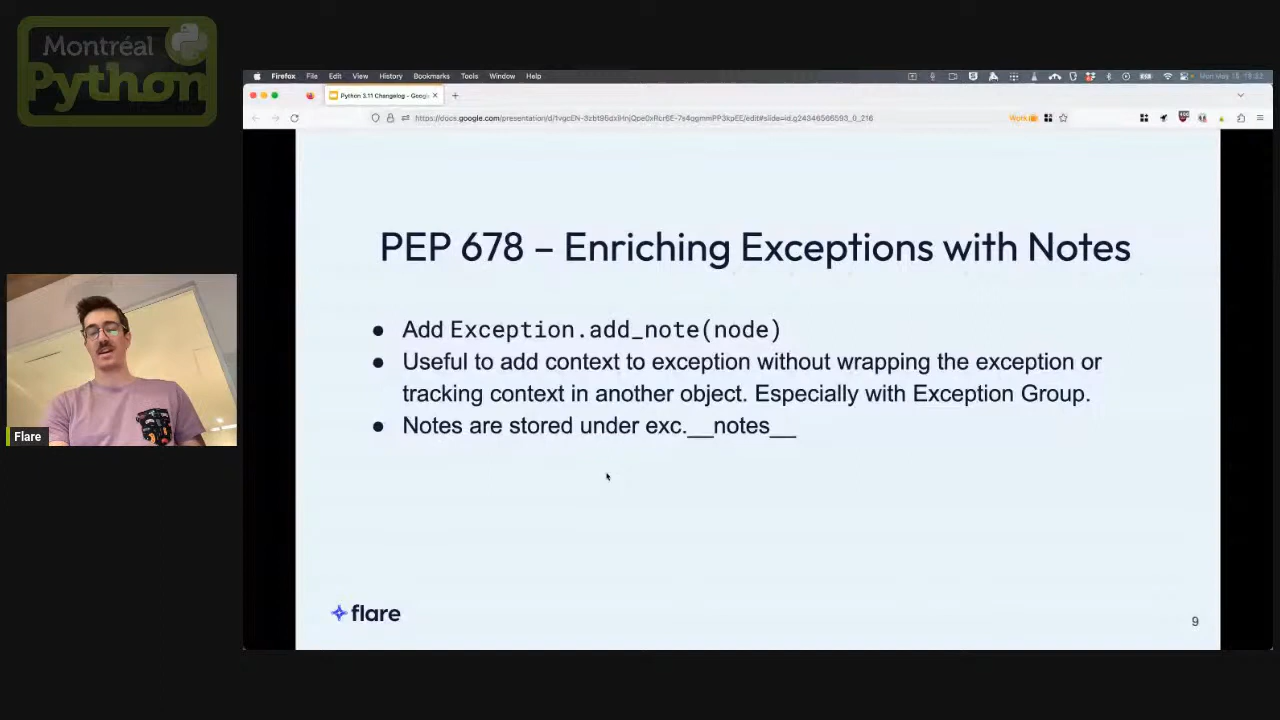 Montréal
Python
Firefox File Edit View History Bookmarks Tools Window Help
Python 3.11 Changelog - Googl
PEP 678 – Enriching Exceptions with Notes
● Add Exception.add_note(node)
● Useful to add context to exception without wrapping the exception or
tracking context in another object. Especially with Exception Group.
● Notes are stored under exc.__notes__
Flare
flare
9